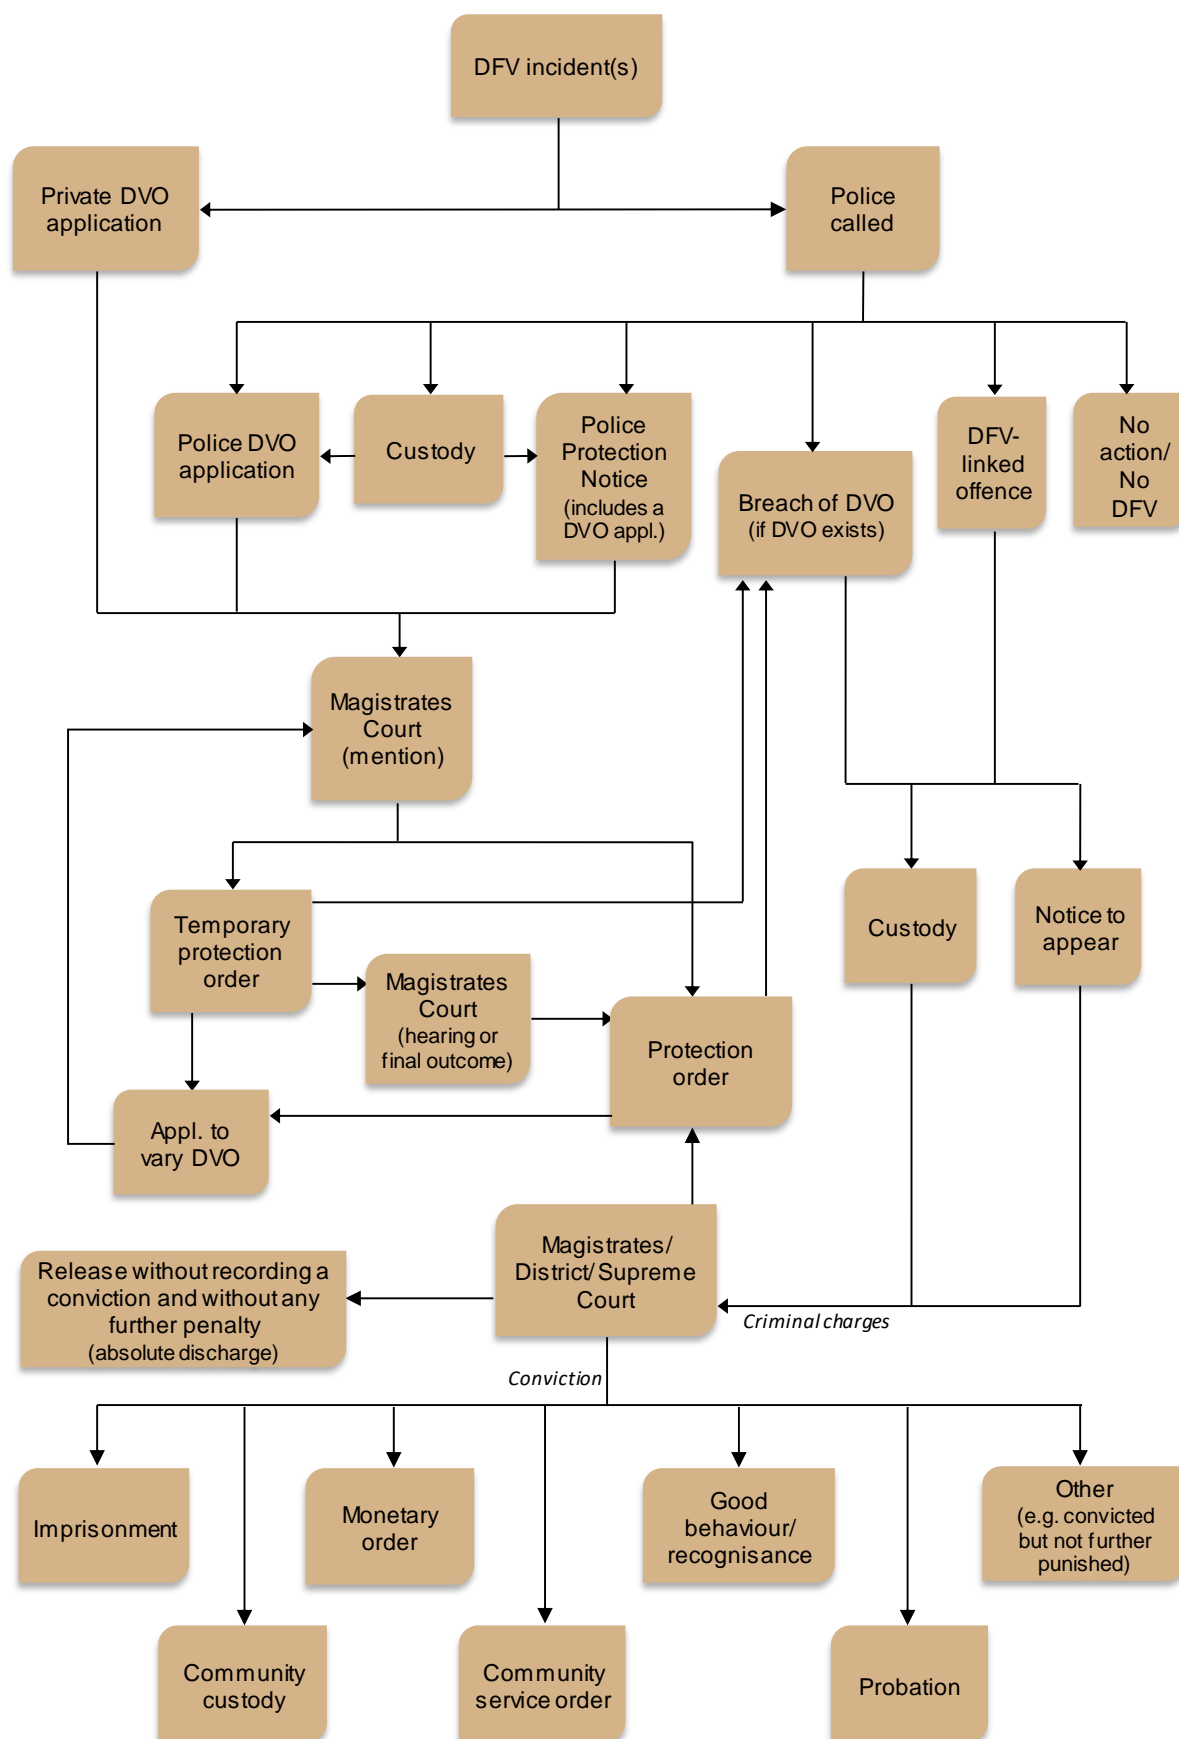 DFV incident(s)
Private DVO
application
Police
called
Police DVO
application
Custody
Police
Protection
Notice
(includes a
DVO appl.)
Breach of DVO
(if DVO exists)
DFV-
linked
offence
No
action/
No
DFV
Magistrates
Court
(mention)
Temporary
protection
order
Magistrates
Court
(hearing or
final outcome)
Protection
order
Custody
Notice to
appear
Appl. to
vary DVO
Magistrates/
District/Supreme
Court
Release without recording a
conviction and without any
further penalty
(absolute discharge)
Criminal charges
Conviction
Imprisonment
Monetary
order
Good
behaviour/
recognisance
Other
(e.g. convicted
but not further
punished)
Community
custody
Community
service order
Probation